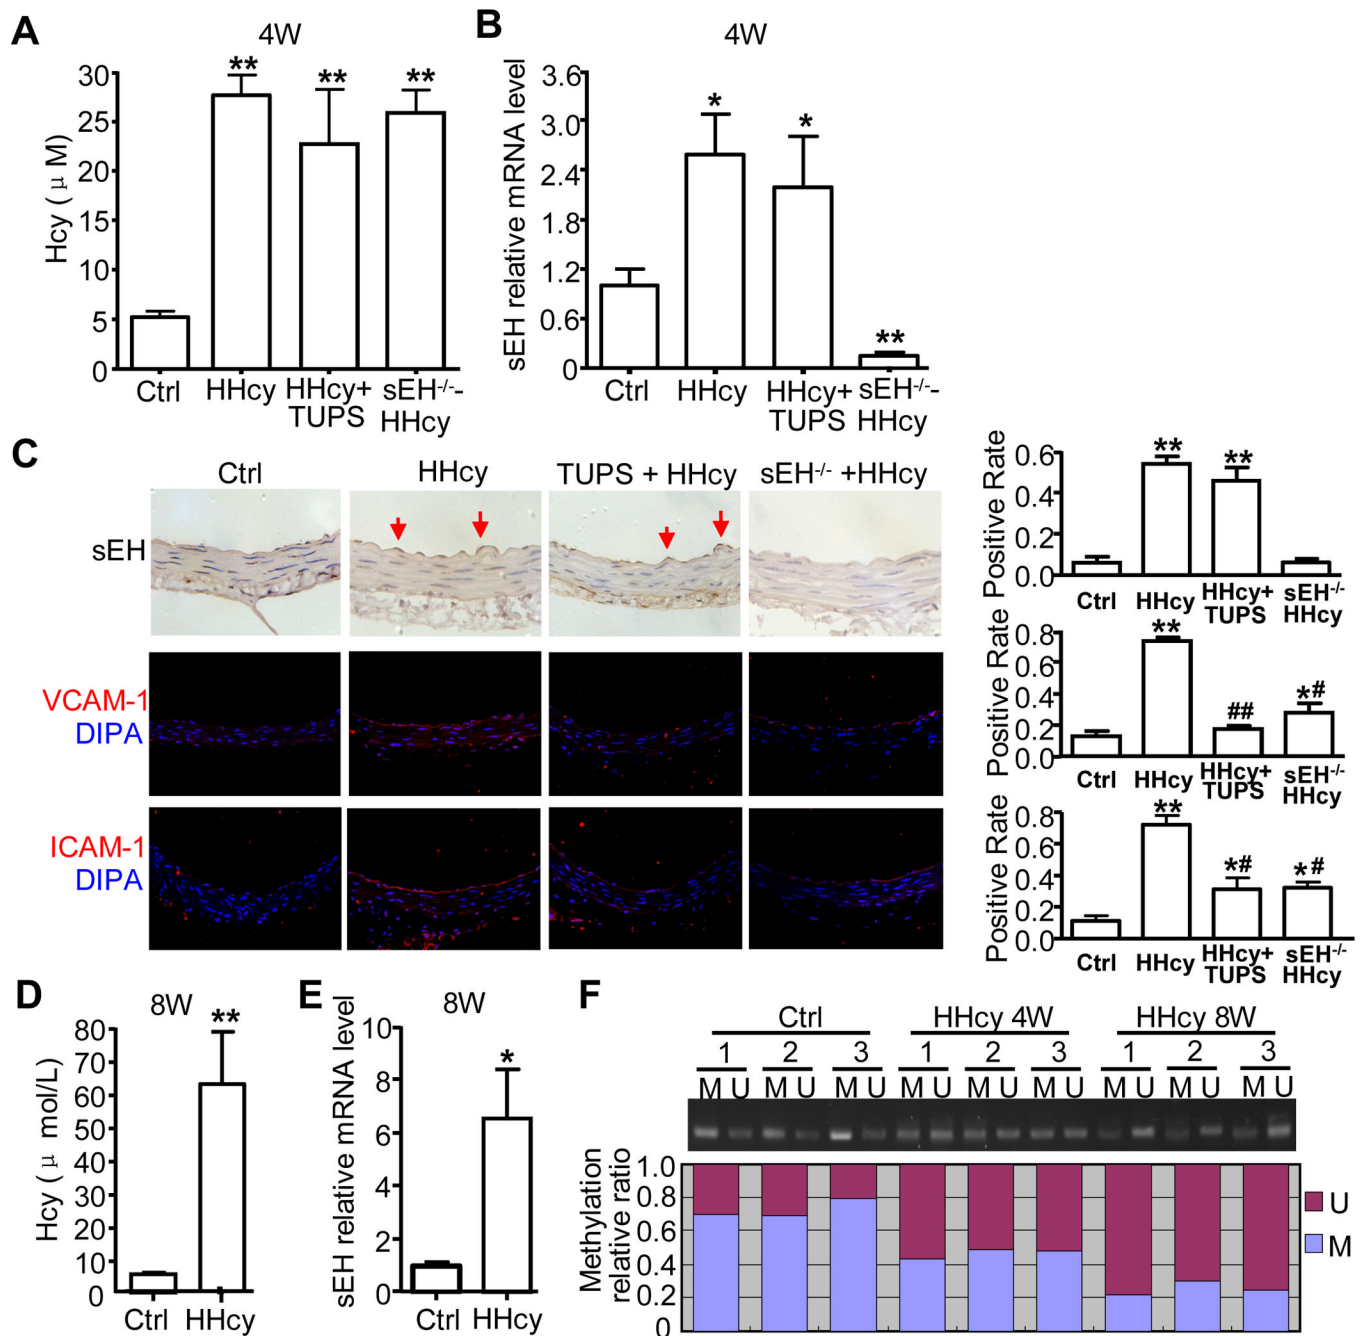 A
4W
Hcy ( μ M)
30
25
20
15
10
5
0
** ** **
Ctrl HHcy HHcy+ sEH-/--
TUPS HHcy
B
4W
sEH relative mRNA level
3.6
3.0
2.4
1.8
1.2
0.6
0
* * **
Ctrl HHcy HHcy+ sEH-/--
TUPS HHcy
C
Ctrl HHcy TUPS + HHcy sEH-/- +HHcy
sEH
VCAM-1
DIPA
ICAM-1
DIPA
Positive Rate
0.6
0.4
0.2
0.0
** **
Ctrl HHcy HHcy+ sEH-/-
TUPS HHcy
Positive Rate
0.8
0.6
0.4
0.2
0.0
** ## *#
Ctrl HHcy HHcy+ sEH-/-
TUPS HHcy
Positive Rate
0.8
0.6
0.4
0.2
0.0
** *# *#
Ctrl HHcy HHcy+ sEH-/-
TUPS HHcy
D
8W
Hcy ( μ mol/L)
80
70
60
50
40
30
20
10
0
**
Ctrl HHcy
E
8W
sEH relative mRNA level
10
8
6
4
2
0
*
Ctrl HHcy
F
Ctrl HHcy 4W HHcy 8W
1 2 3 1 2 3 1 2 3
M U M U M U M U M U M U M U M U M U
Methylation
relative ratio
1.0
0.8
0.6
0.4
0.2
0
U
M